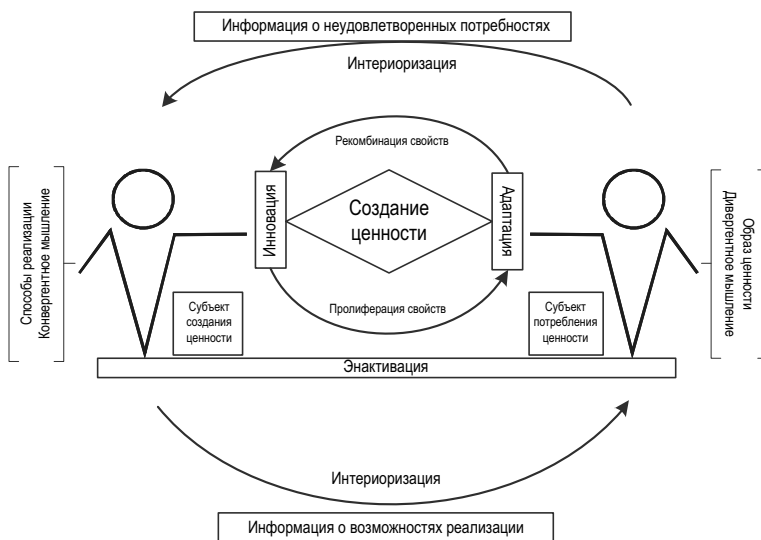 Информация о неудовлетворенных потребностях
Интериоризация
Рекомбинация свойств
Способы реализации
Конвергентное мышление
Инновация
Создание
ценности
Адаптация
Образ ценности
Дивергентное мышление
Пролиферация свойств
Субъект
создания
ценности
Субъект
потребления
ценности
Энактивация
Интериоризация
Информация о возможностях реализации